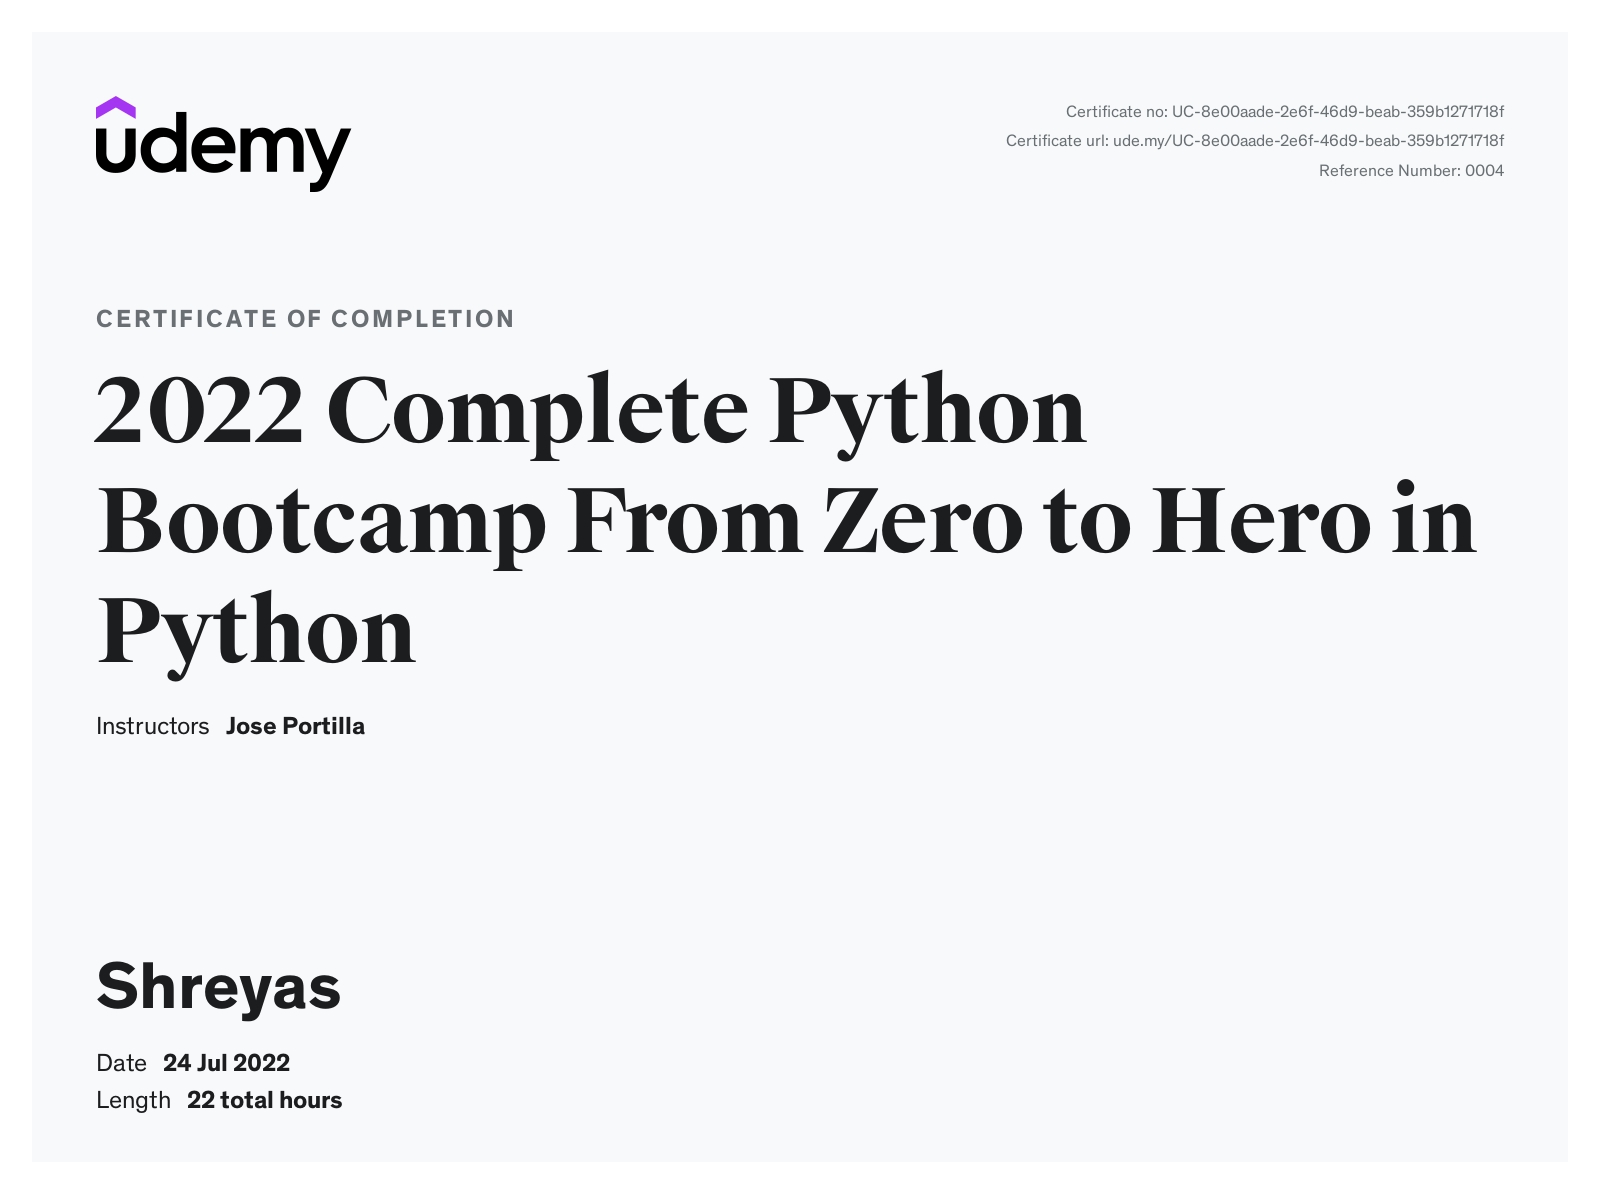 udemy
Certificate no: UC-8e00aade-2e6f-46d9-beab-359b1271718f
Certificate url: ude.my/UC-8e00aade-2e6f-46d9-beab-359b1271718f
Reference Number: 0004
CERTIFICATE OF COMPLETION
2022 Complete Python
Bootcamp From Zero to Hero in
Python
Instructors Jose Portilla
Shreyas
Date 24 Jul 2022
Length 22 total hours